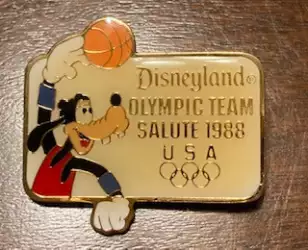 Disneyland®
OLYMPIC TEAM
SALUTE 1988
USA